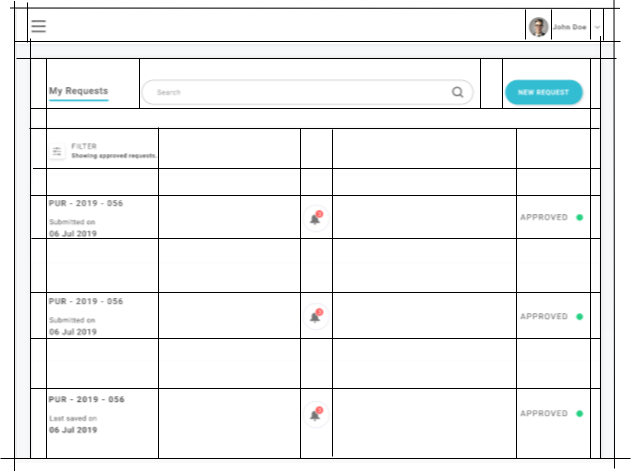 John Doe
My Requests
Search
NEW REQUEST
FILTER
Showing approved requests.
PUR - 2019 - 056
Submitted on
06 Jul 2019
APPROVED
PUR - 2019 - 056
Submitted on
06 Jul 2019
APPROVED
PUR - 2019 - 056
Last saved on
06 Jul 2019
APPROVED